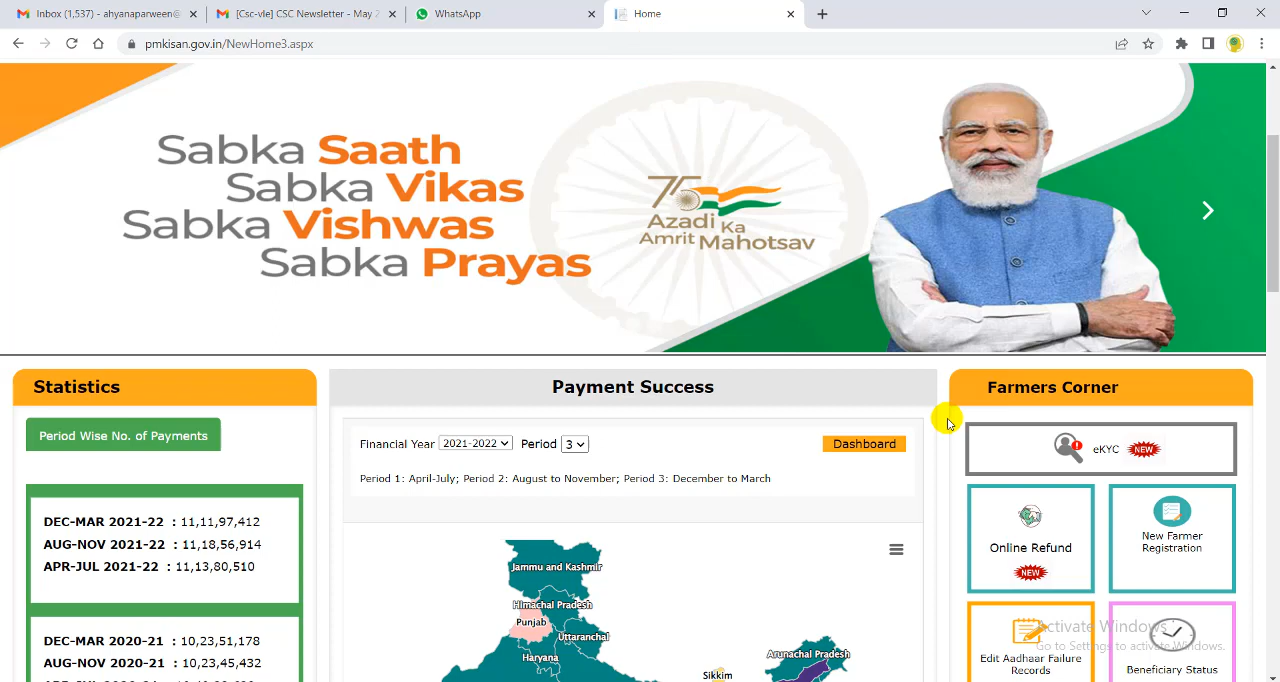 Inbox (1,537) - ahyanaparween@
[Csc-vle] CSC Newsletter - May 2
WhatsApp
Home
pmkisan.gov.in/NewHome3.aspx
Sabka Saath
Sabka Vikas
Sabka Vishwas
Sabka Prayas
75
Azadi Ka
Amrit Mahotsav
Statistics
Payment Success
Farmers Corner
Period Wise No. of Payments
Financial Year 2021-2022 Period 3 Dashboard
Period 1: April-July; Period 2: August to November; Period 3: December to March
eKYC NEW
DEC-MAR 2021-22 : 11,11,97,412
AUG-NOV 2021-22 : 11,18,56,914
APR-JUL 2021-22 : 11,13,80,510
Online Refund
NEW
New Farmer
Registration
Jammu and Kashmir
Himachal Pradesh
Punjab
Uttaranchal
Haryana
Arunachal Pradesh
Sikkim
DEC-MAR 2020-21 : 10,23,51,178
AUG-NOV 2020-21 : 10,23,45,432
Edit Aadhaar Failure
Records
Beneficiary Status
Activate Windows
Go to Settings to activate Windows.